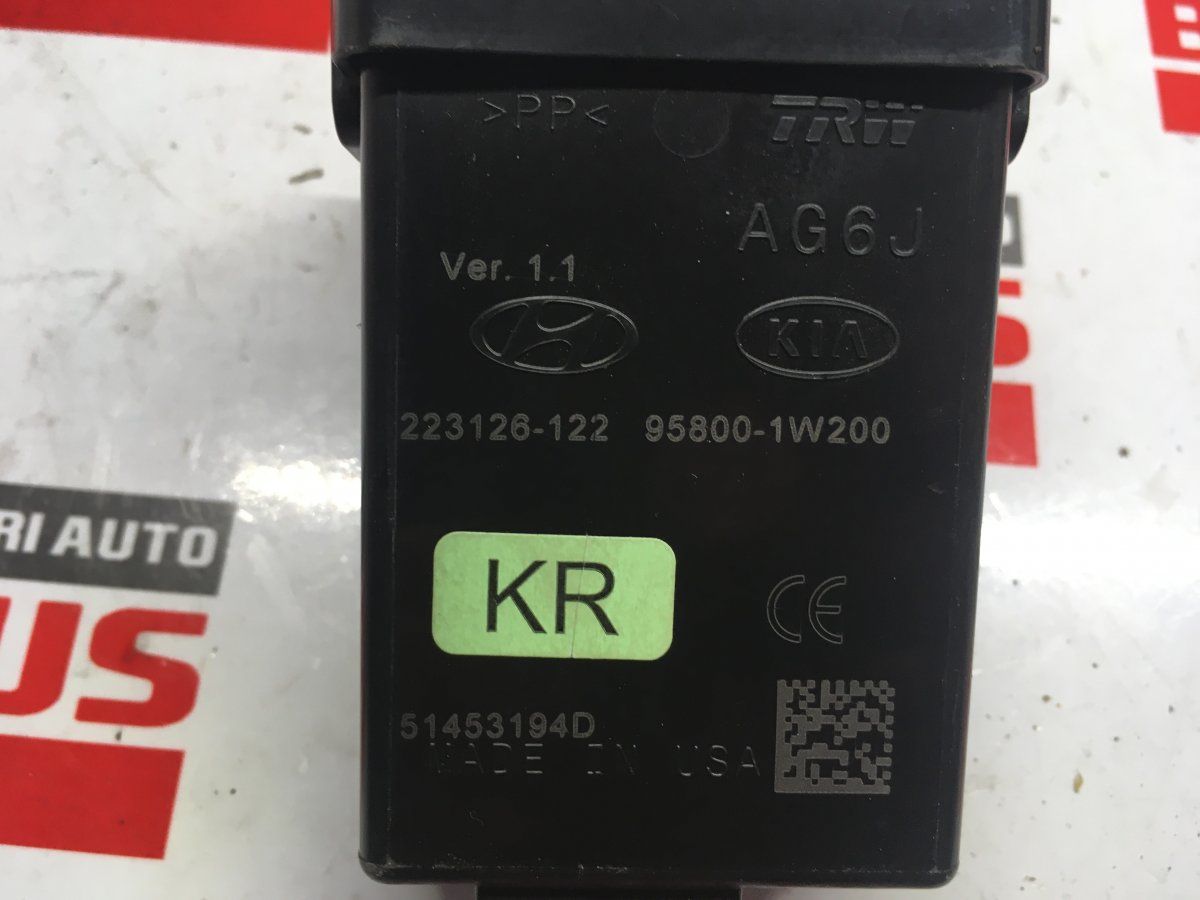 >PP< TRW
AG6J
Ver. 1.1
KIA
223126-122 95800-1W200
RI AUTO
KR
CE
US
51453194D
MADE IN USA